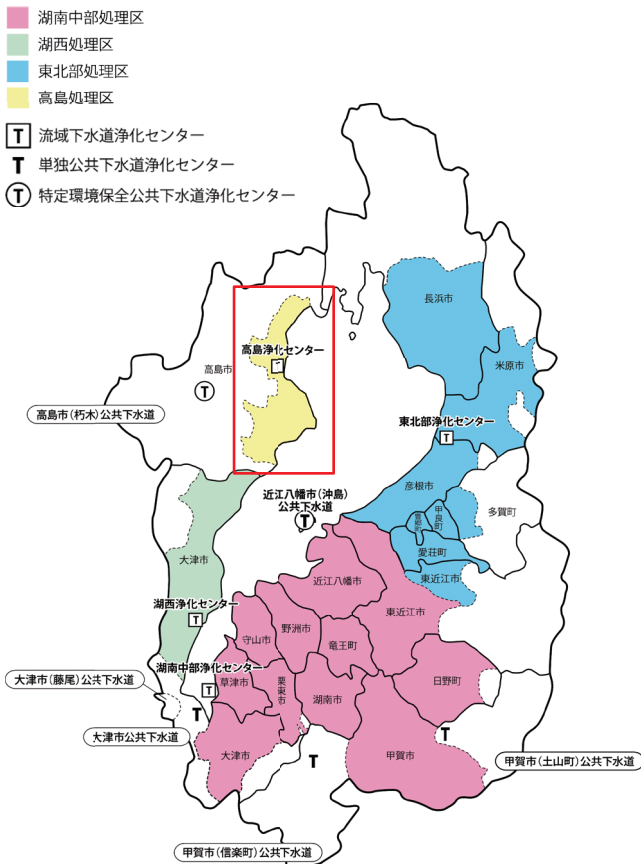 湖南中部処理区
湖西処理区
東北部処理区
高島処理区
T 流域下水道浄化センター
T 単独公共下水道浄化センター
T 特定環境保全公共下水道浄化センター
長浜市
米原市
高島浄化センター
高島市
T
高島市(朽木)公共下水道
東北部浄化センター
T
彦根市
近江八幡市(沖島)
公共下水道
T
甲良町
豊郷町
多賀町
愛荘町
東近江市
大津市
近江八幡市
東近江市
湖西浄化センター
T
守山市
野洲市
竜王町
湖南中部浄化センター
T
草津市
栗東市
湖南市
日野町
大津市(藤尾)公共下水道
T
大津市公共下水道
大津市
T
甲賀市
T
甲賀市(土山町)公共下水道
甲賀市(信楽町)公共下水道